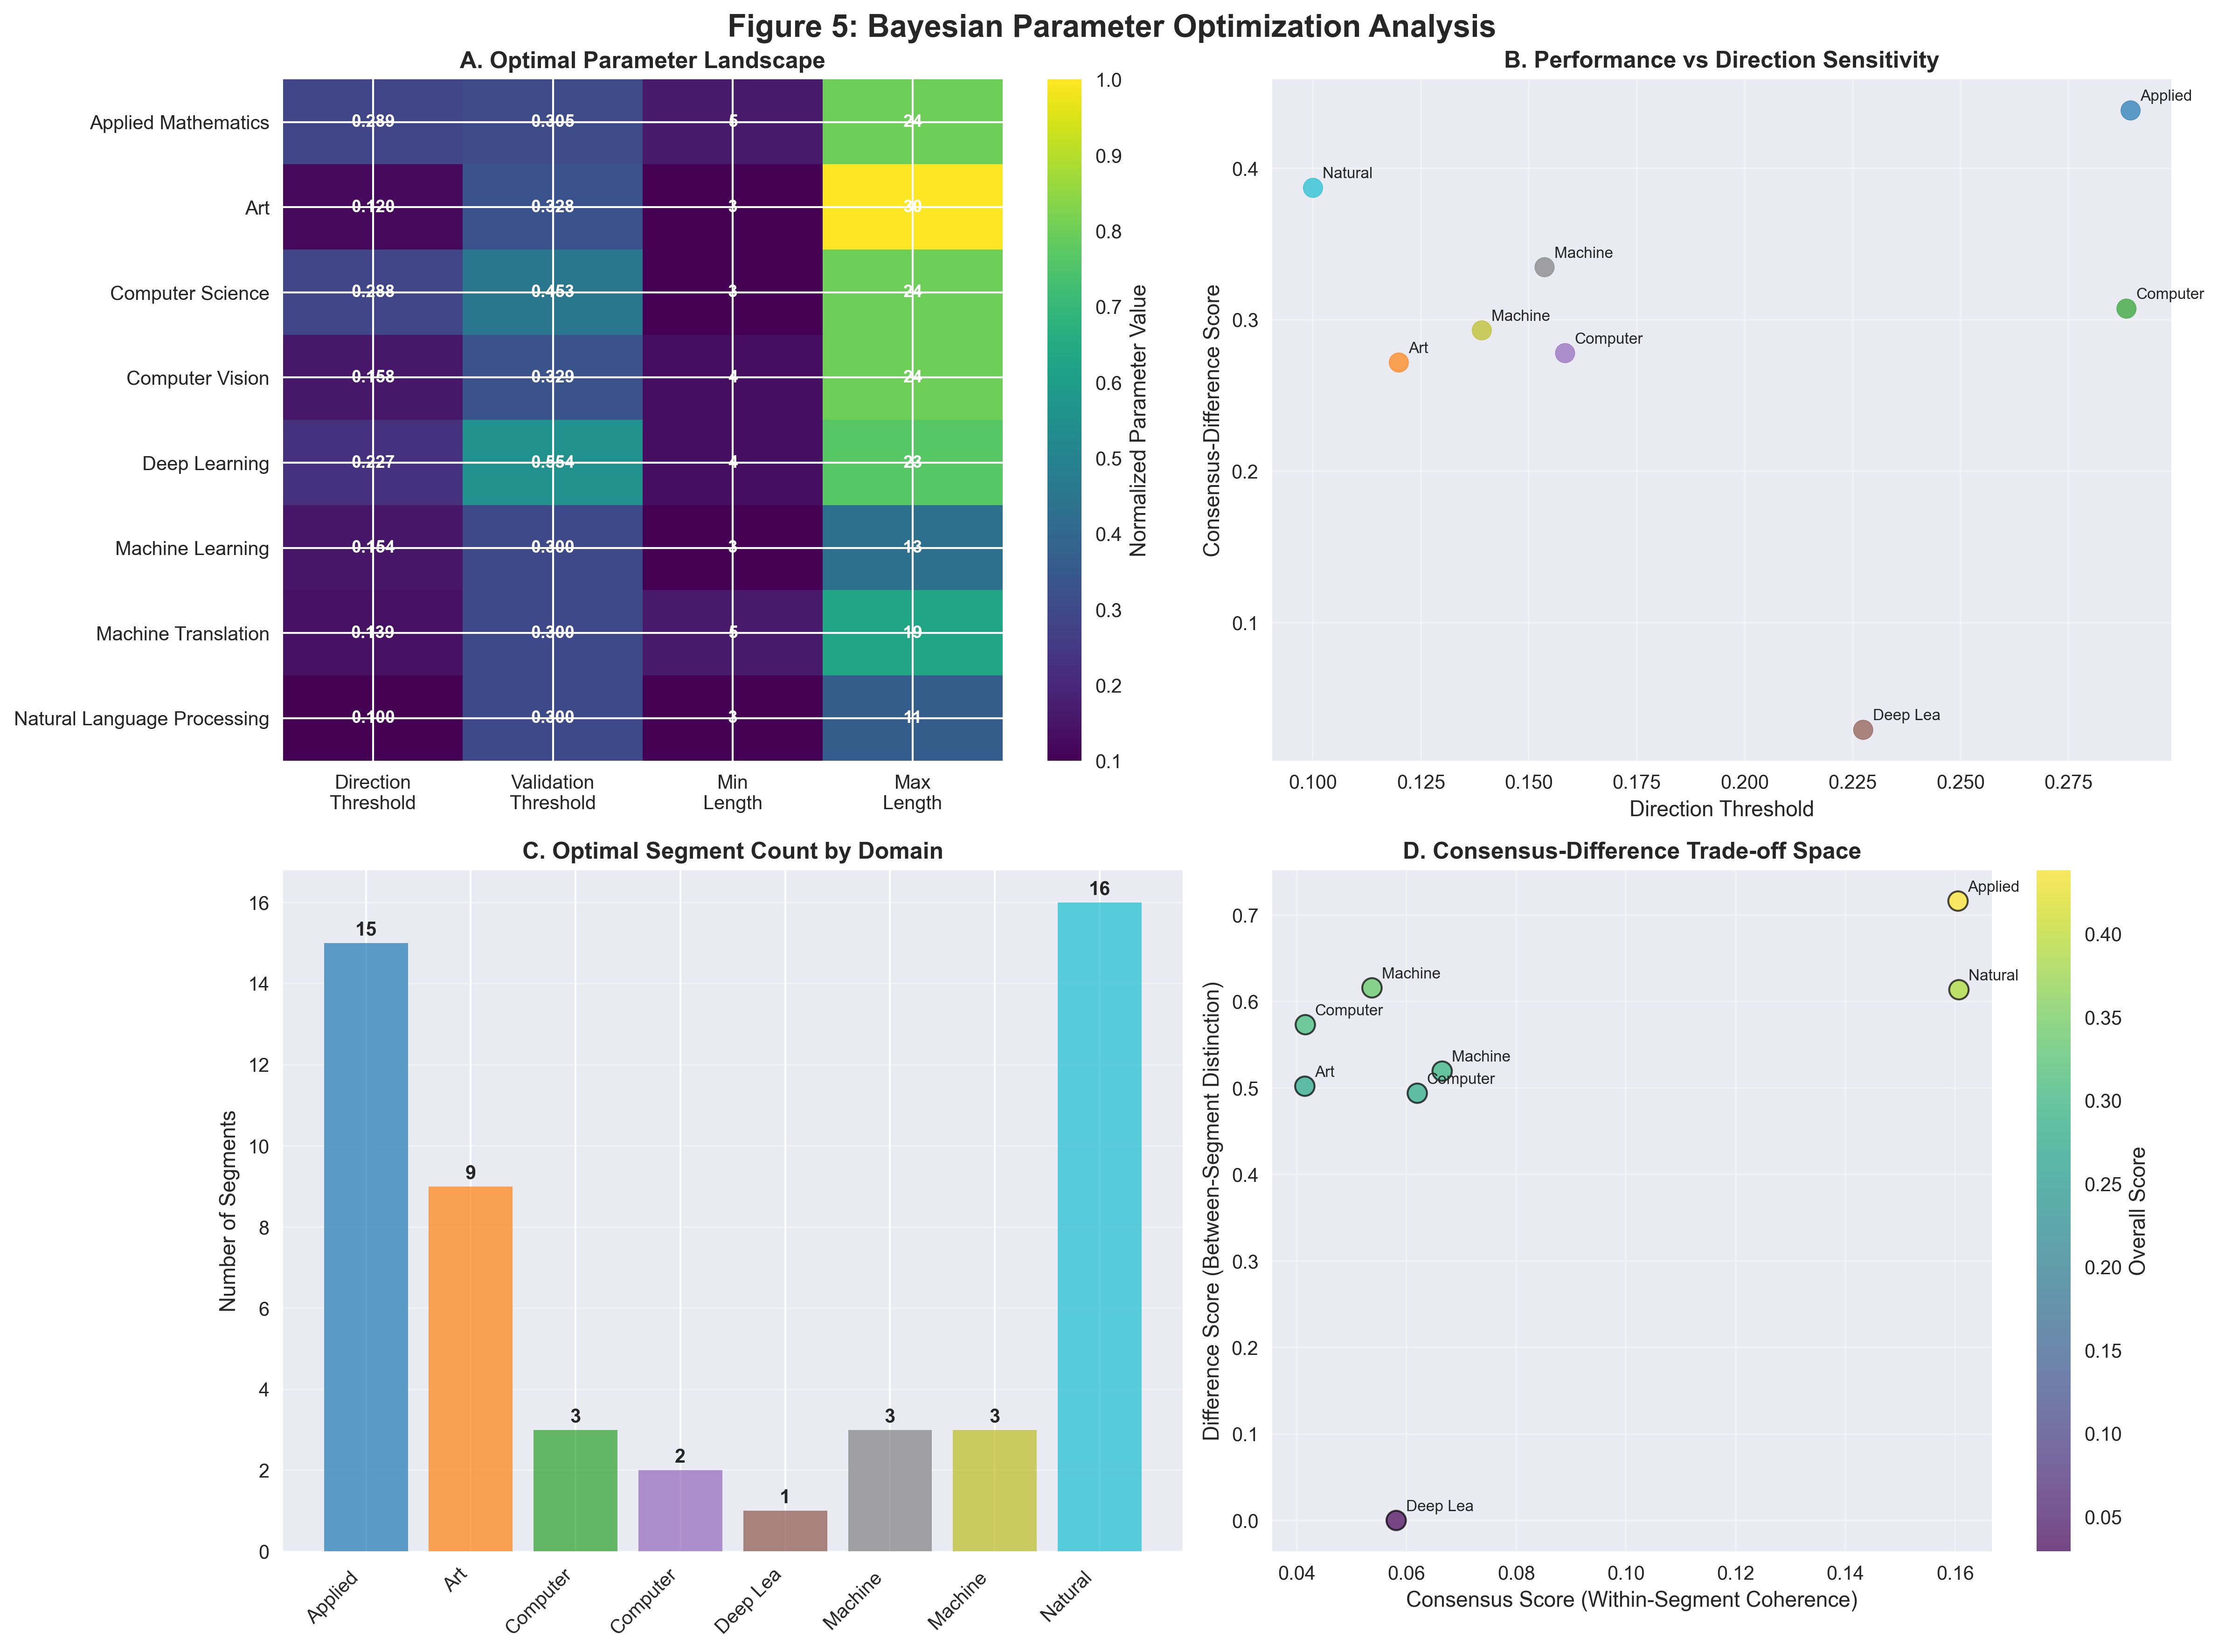 Figure 5: Bayesian Parameter Optimization Analysis
A. Optimal Parameter Landscape
Applied Mathematics
0.289
0.305
5
24
Art
0.120
0.328
3
30
Computer Science
0.288
0.453
3
24
Computer Vision
0.158
0.329
4
24
Deep Learning
0.227
0.554
4
23
Machine Learning
0.154
0.300
3
13
Machine Translation
0.139
0.300
5
19
Natural Language Processing
0.100
0.300
3
11
Direction
Threshold
Validation
Threshold
Min
Length
Max
Length
1.0
0.9
0.8
0.7
0.6
0.5
0.4
0.3
0.2
0.1
Normalized Parameter Value
B. Performance vs Direction Sensitivity
Consensus-Difference Score
0.4
0.3
0.2
0.1
Applied
Natural
Machine
Computer
Machine
Computer
Art
Deep Lea
0.100
0.125
0.150
0.175
0.200
0.225
0.250
0.275
Direction Threshold
C. Optimal Segment Count by Domain
Number of Segments
16
14
12
10
8
6
4
2
0
15
9
3
2
1
3
3
16
Applied
Art
Computer
Computer
Deep Lea
Machine
Machine
Natural
D. Consensus-Difference Trade-off Space
Difference Score (Between-Segment Distinction)
0.7
0.6
0.5
0.4
0.3
0.2
0.1
0.0
Applied
Natural
Machine
Computer
Machine
Art
Computer
Deep Lea
0.04
0.06
0.08
0.10
0.12
0.14
0.16
Consensus Score (Within-Segment Coherence)
0.40
0.35
0.30
0.25
0.20
0.15
0.10
0.05
Overall Score